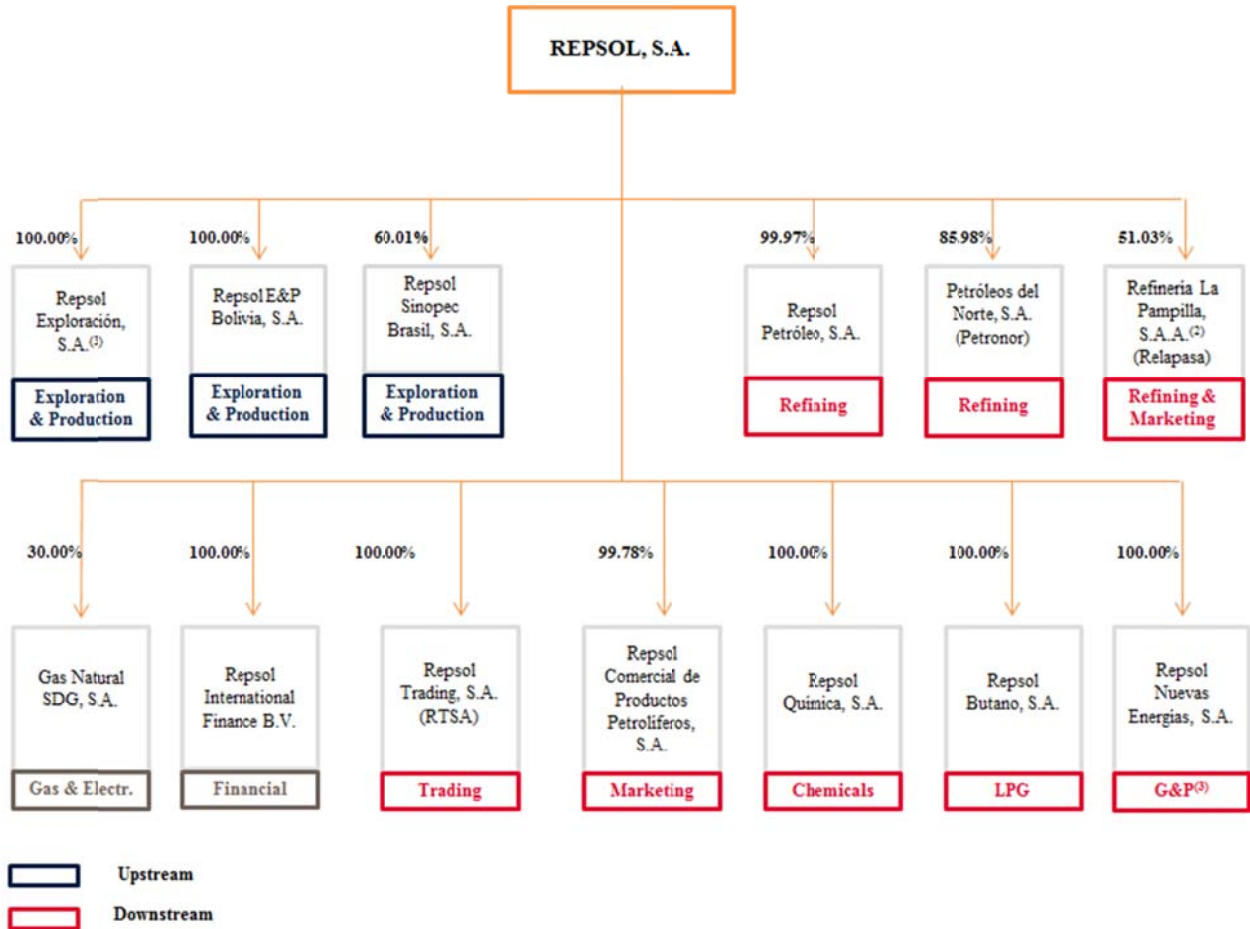 REPSOL, S.A.
100.00%
100.00%
60.01%
99.97%
85.98%
51.03%
Repsol
Exploración,
S.A.(1)
Exploration
& Production
Repsol E&P
Bolivia, S.A.
Exploration
& Production
Repsol
Sinopec
Brasil, S.A.
Exploration
& Production
Repsol
Petróleo, S.A.
Refining
Petróleos del
Norte, S.A.
(Petronor)
Refining
Refineria La
Pampilla,
S.A.A.(2)
(Relapasa)
Refining &
Marketing
30.00%
100.00%
100.00%
99.78%
100.00%
100.00%
100.00%
Gas Natural
SDG, S.A.
Gas & Electr.
Repsol
International
Finance B.V.
Financial
Repsol
Trading, S.A.
(RTSA)
Trading
Repsol
Comercial de
Productos
Petrolíferos,
S.A.
Marketing
Repsol
Química, S.A.
Chemicals
Repsol
Butano, S.A.
LPG
Repsol
Nuevas
Energías, S.A.
G&P(3)
Upstream
Downstream